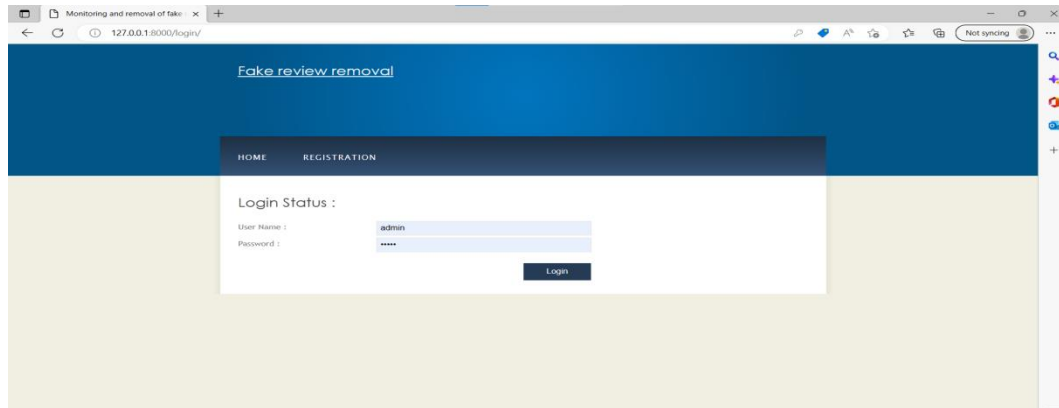 Monitoring and removal of fake
127.0.0.1:8000/login/
Not syncing
Fake review removal
HOME REGISTRATION
Login Status :
User Name : admin
Password : •••••
Login